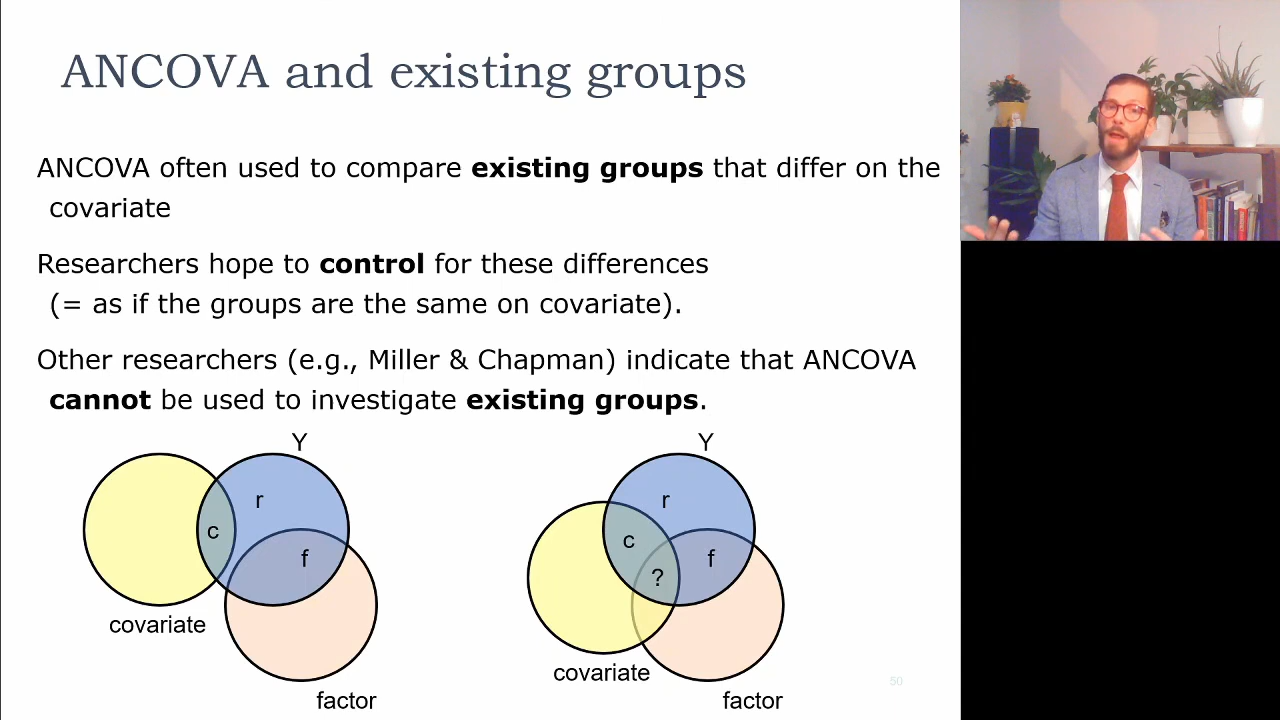 ANCOVA and existing groups
ANCOVA often used to compare existing groups that differ on the
covariate
Researchers hope to control for these differences
(= as if the groups are the same on covariate).
Other researchers (e.g., Miller & Chapman) indicate that ANCOVA
cannot be used to investigate existing groups.
Y
r
c
f
covariate
factor
Y
r
c
f
?
covariate
factor
50